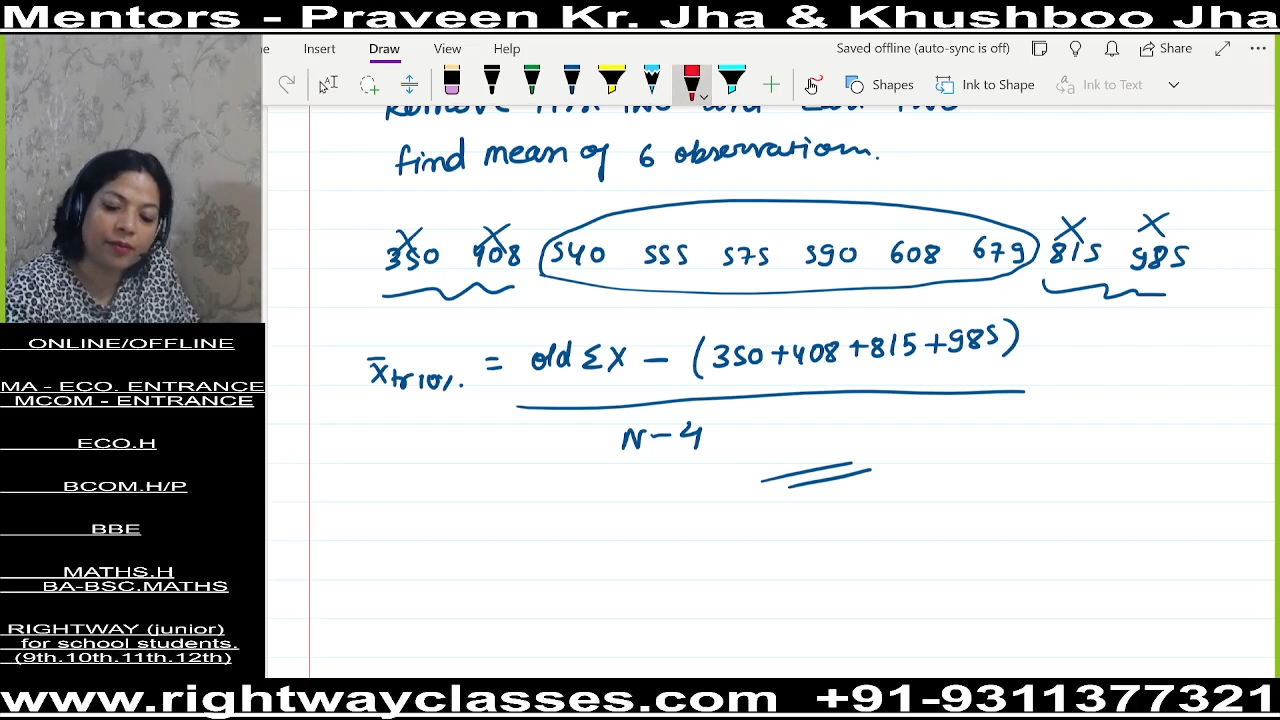 Mentors - Praveen Kr. Jha & Khushboo Jha
Insert Draw View Help Saved offline (auto-sync is off) Share
Shapes Ink to Shape Ink to Text
find mean of 6 observations.
350 408 540 555 575 590 608 679 815 985
x̄tr10%. = old ΣX – (350+408+815+985)
N–4
ONLINE/OFFLINE
MA - ECO. ENTRANCE
MCOM - ENTRANCE
ECO.H
BCOM.H/P
BBE
MATHS.H
BA-BSC.MATHS
RIGHTWAY (junior)
for school students.
(9th.10th.11th.12th)
www.rightwayclasses.com +91-9311377321